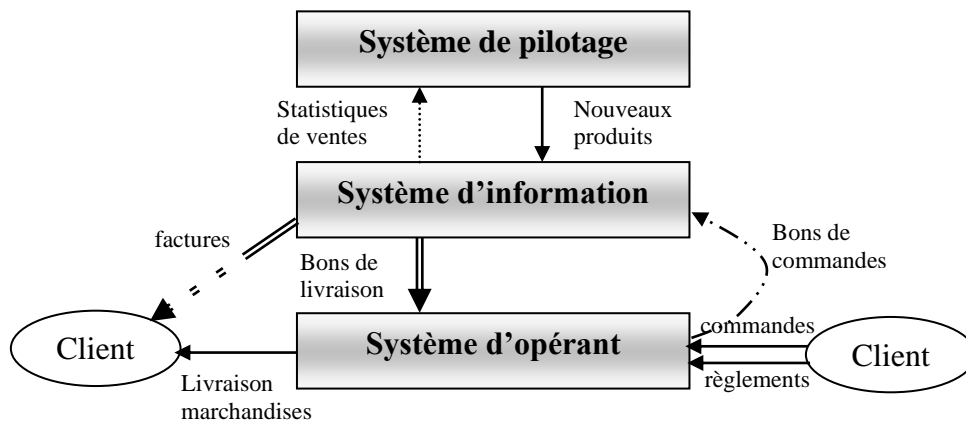 Système de pilotage
Statistiques
de ventes
Nouveaux
produits
Système d’information
factures
Bons de
livraison
Bons de
commandes
Client
Système d'opérant
commandes
règlements
Client
Livraison
marchandises